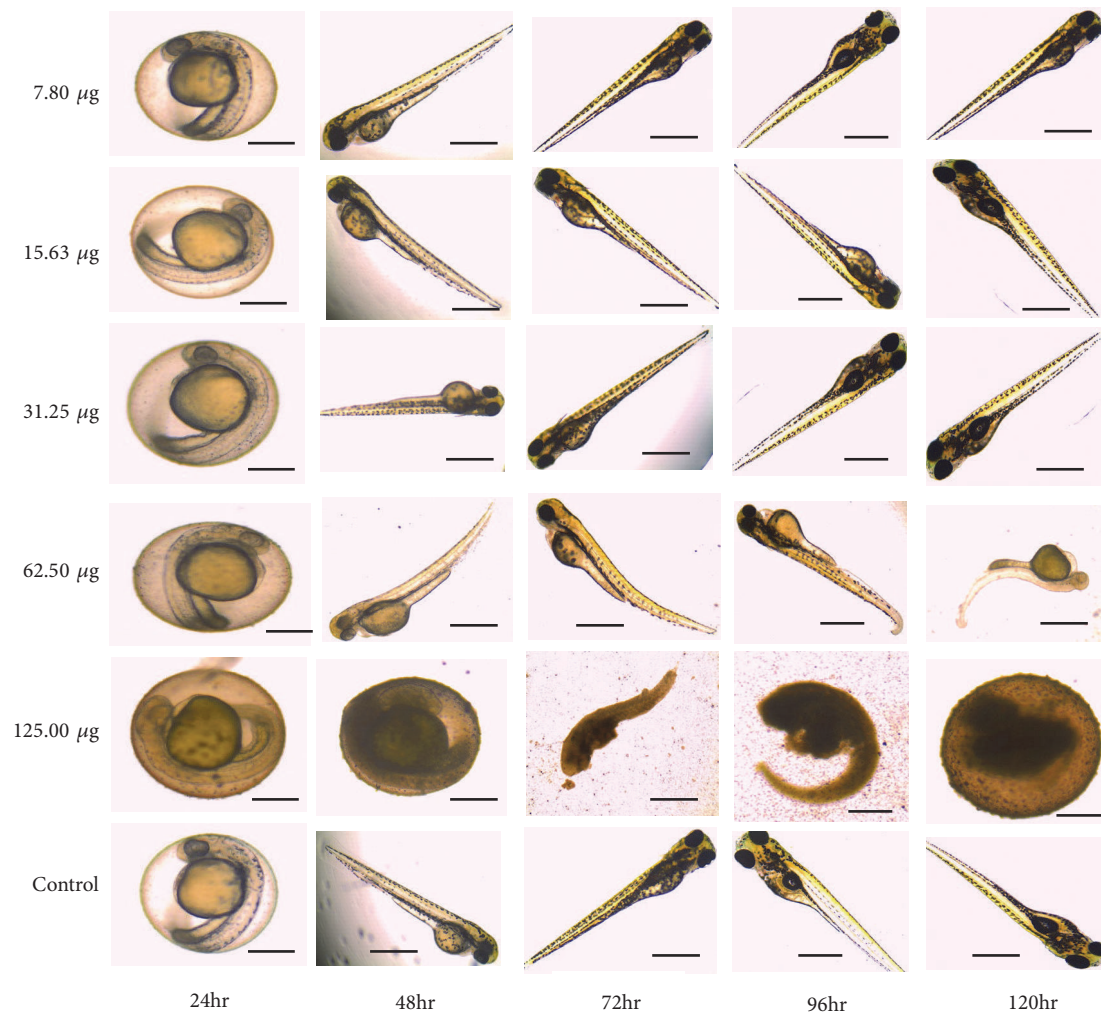 7.80 μg
15.63 μg
31.25 μg
62.50 μg
125.00 μg
Control
24hr
48hr
72hr
96hr
120hr